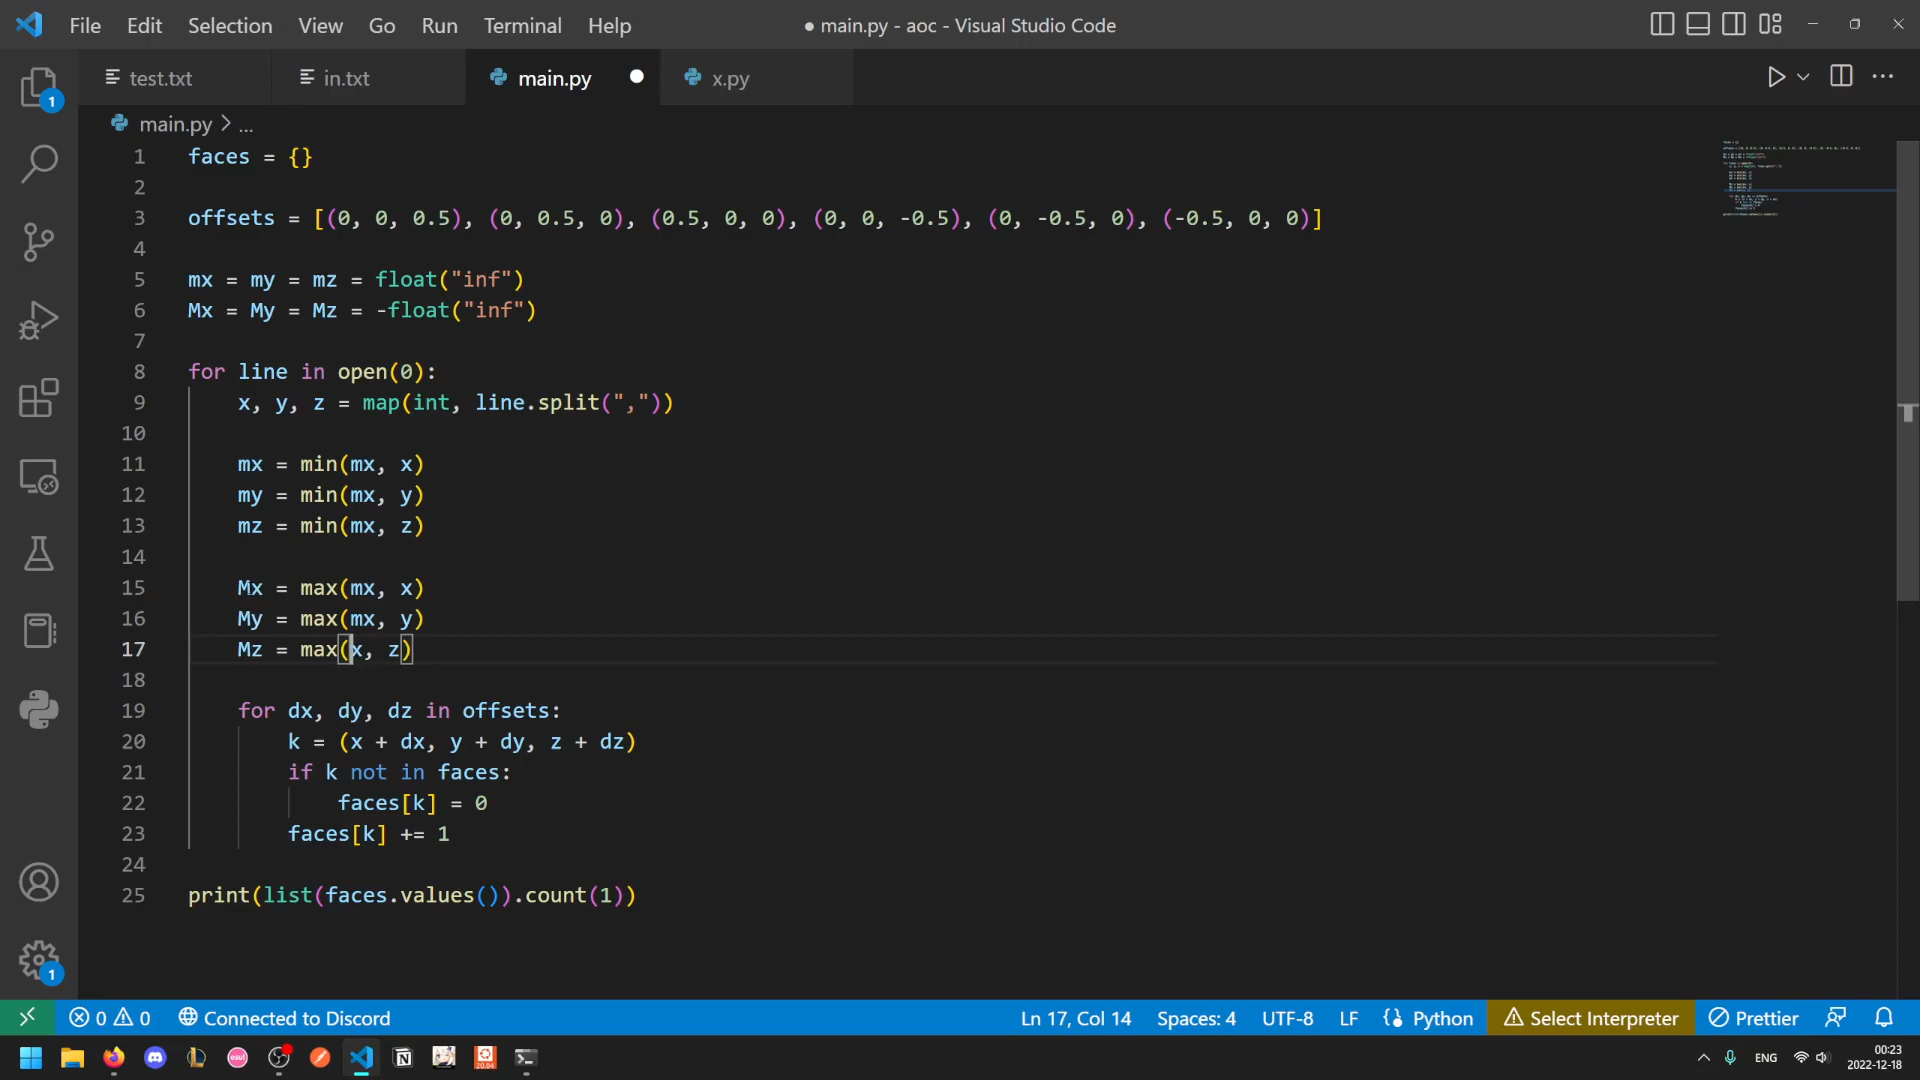 File Edit Selection View Go Run Terminal Help ● main.py - aoc - Visual Studio Code
test.txt in.txt main.py ● x.py
main.py > ...
1 faces = {}
2
3 offsets = [(0, 0, 0.5), (0, 0.5, 0), (0.5, 0, 0), (0, 0, -0.5), (0, -0.5, 0), (-0.5, 0, 0)]
4
5 mx = my = mz = float("inf")
6 Mx = My = Mz = -float("inf")
7
8 for line in open(0):
9     x, y, z = map(int, line.split(","))
10
11     mx = min(mx, x)
12     my = min(mx, y)
13     mz = min(mx, z)
14
15     Mx = max(mx, x)
16     My = max(mx, y)
17     Mz = max(x, z)
18
19     for dx, dy, dz in offsets:
20         k = (x + dx, y + dy, z + dz)
21         if k not in faces:
22             faces[k] = 0
23         faces[k] += 1
24
25 print(list(faces.values()).count(1))
1
1
0 0 Connected to Discord Ln 17, Col 14 Spaces: 4 UTF-8 LF Python Select Interpreter Prettier
osu! 20.04 ENG 00:23
2022-12-18